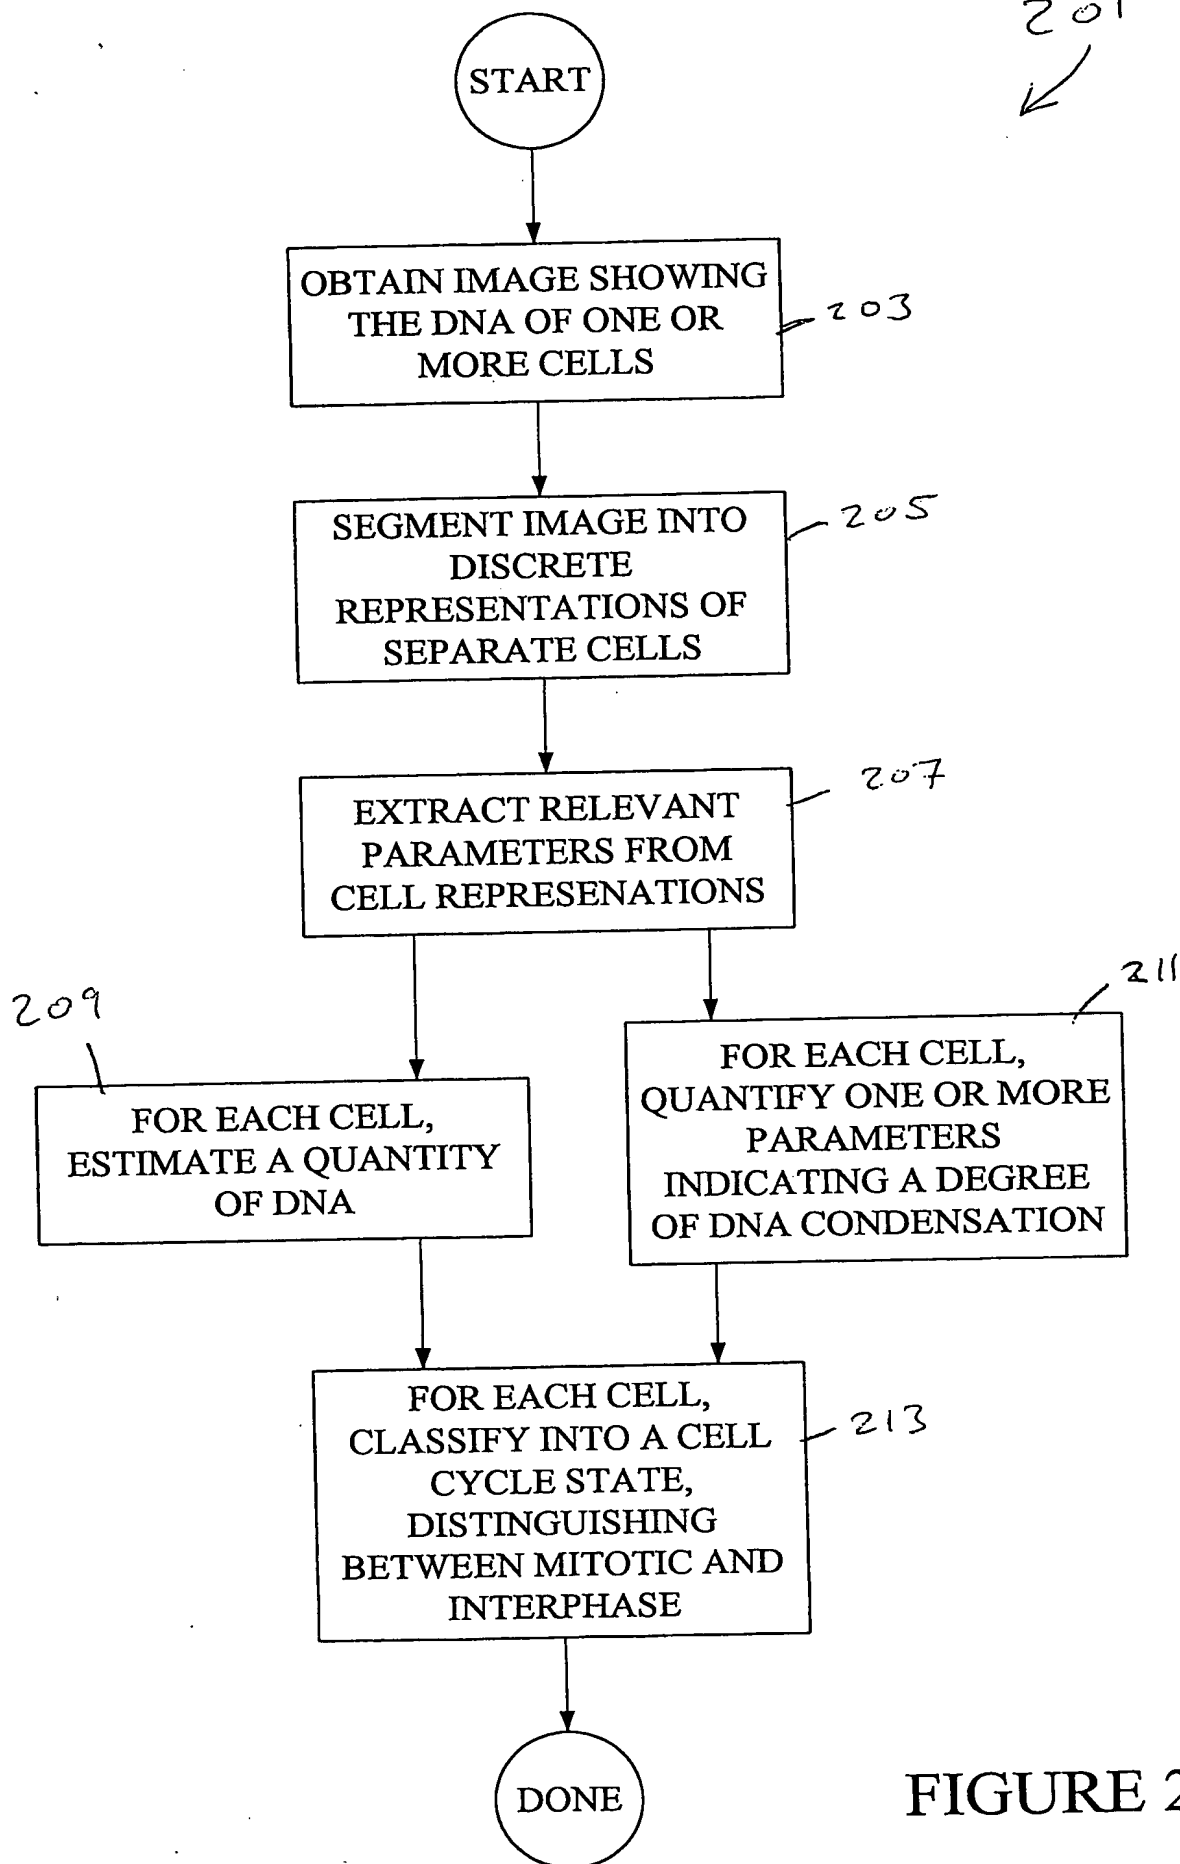 201
START
OBTAIN IMAGE SHOWING
THE DNA OF ONE OR
MORE CELLS
203
SEGMENT IMAGE INTO
DISCRETE
REPRESENTATIONS OF
SEPARATE CELLS
205
EXTRACT RELEVANT
PARAMETERS FROM
CELL REPRESENATIONS
207
209
FOR EACH CELL,
ESTIMATE A QUANTITY
OF DNA
211
FOR EACH CELL,
QUANTIFY ONE OR MORE
PARAMETERS
INDICATING A DEGREE
OF DNA CONDENSATION
FOR EACH CELL,
CLASSIFY INTO A CELL
CYCLE STATE,
DISTINGUISHING
BETWEEN MITOTIC AND
INTERPHASE
213
DONE
FIGURE 2